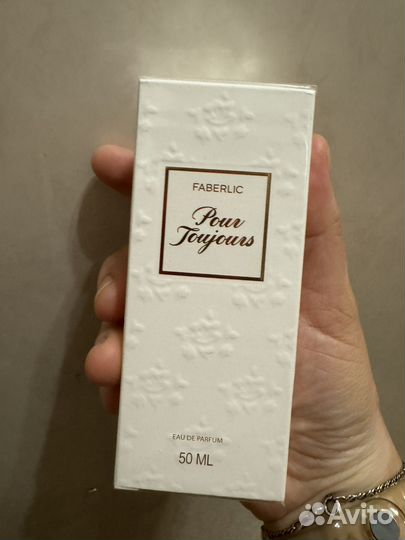 FABERLIC
Pour
Toujours
EAU DE PARFUM
50 ML
Avito